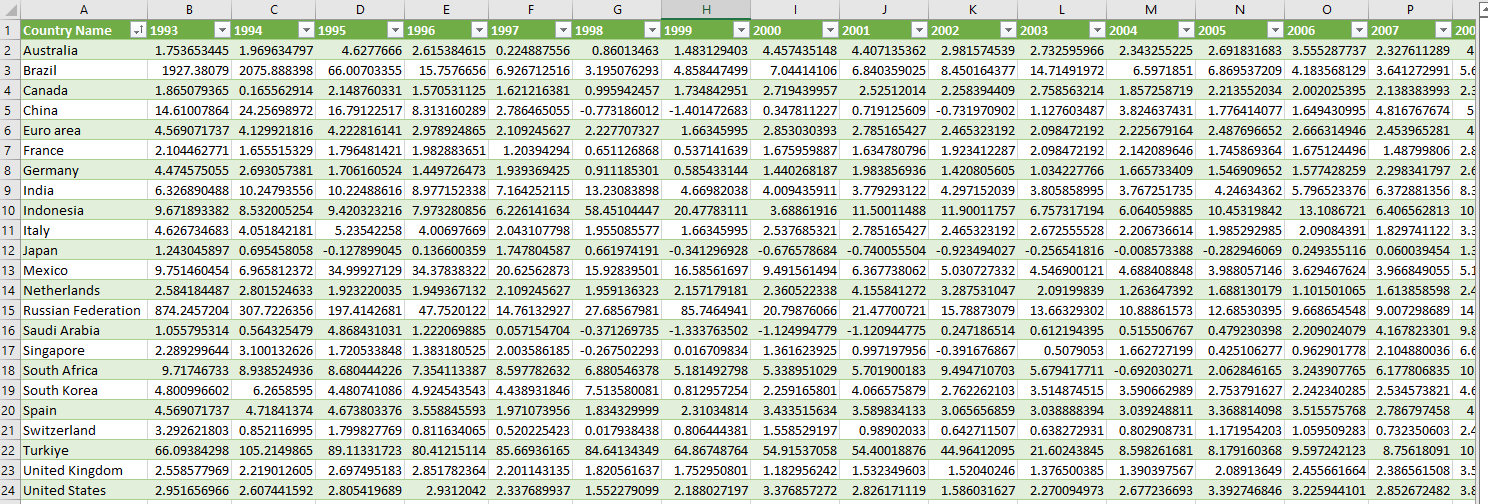 A B C D E F G H I J K L M N O P
1 Country Name 1993 1994 1995 1996 1997 1998 1999 2000 2001 2002 2003 2004 2005 2006 2007 200
2 Australia 1.753653445 1.969634797 4.6277666 2.615384615 0.224887556 0.86013463 1.483129403 4.457435148 4.407135362 2.981574539 2.732595966 2.343255225 2.691831683 3.555287737 2.327611289 4
3 Brazil 1927.38079 2075.888398 66.00703355 15.7576656 6.926712516 3.195076293 4.858447499 7.04414106 6.840359025 8.450164377 14.71491972 6.5971851 6.869537209 4.183568129 3.641272991 5.6
4 Canada 1.865079365 0.165562914 2.148760331 1.570531125 1.621216381 0.995942457 1.734842951 2.719439957 2.52512014 2.258394409 2.758563214 1.857258719 2.213552034 2.002025395 2.138383993 2.3
5 China 14.61007864 24.25698972 16.79122517 8.313160289 2.786465055 -0.773186012 -1.401472683 0.347811227 0.719125609 -0.731970902 1.127603487 3.824637431 1.776414077 1.649430995 4.816767674 5
6 Euro area 4.569071737 4.129921816 4.222816141 2.978924865 2.109245627 2.227707327 1.66345995 2.853030393 2.785165427 2.465323192 2.098472192 2.225679164 2.487696652 2.666314946 2.453965281 4
7 France 2.104462771 1.655515329 1.796481421 1.982883651 1.20394294 0.651126868 0.537141639 1.675959887 1.634780796 1.923412287 2.098472192 2.142089646 1.745869364 1.675124496 1.48799806 2.8
8 Germany 4.474575055 2.693057381 1.706160524 1.449726473 1.939369425 0.911185301 0.585433144 1.440268187 1.983856936 1.420805605 1.034227766 1.665733409 1.546909652 1.577428259 2.298341797 2.6
9 India 6.326890488 10.24793556 10.22488616 8.977152338 7.164252115 13.23083898 4.66982038 4.009435911 3.779293122 4.297152039 3.805858995 3.767251735 4.24634362 5.796523376 6.372881356 8.3
10 Indonesia 9.671893382 8.532005254 9.420323216 7.973280856 6.226141634 58.45104447 20.47783111 3.68861916 11.50011488 11.90011757 6.757317194 6.064059885 10.45319842 13.1086721 6.406562813 10
11 Italy 4.626734683 4.051842181 5.23542258 4.00697669 2.043107798 1.955085577 1.66345995 2.537685321 2.785165427 2.465323192 2.672555528 2.206736614 1.985292985 2.09084391 1.829741122 3.3
12 Japan 1.243045897 0.695458058 -0.127899045 0.136600359 1.747804587 0.661974191 -0.341296928 -0.676578684 -0.740055504 -0.923494027 -0.256541816 -0.008573388 -0.282946069 0.249355116 0.060039454 1.3
13 Mexico 9.751460454 6.965812372 34.99927129 34.37838322 20.62562873 15.92839501 16.58561697 9.491561494 6.367738062 5.030727332 4.546900121 4.688408848 3.988057146 3.629467624 3.966849055 5.1
14 Netherlands 2.584184487 2.801524633 1.923220035 1.949367132 2.109245627 1.959136323 2.157179181 2.360522338 4.155841272 3.287531047 2.09199839 1.263647392 1.688130179 1.101501065 1.613858598 2.4
15 Russian Federation 874.2457204 307.7226356 197.4142681 47.7520122 14.76132927 27.68567981 85.7464941 20.79876066 21.47700721 15.78873079 13.66329302 10.88861573 12.68530395 9.668654548 9.007298689 14
16 Saudi Arabia 1.055795314 0.564325479 4.868431031 1.222069885 0.057154704 -0.371269735 -1.333763502 -1.124994779 -1.120944775 0.247186514 0.612194395 0.515506767 0.479230398 2.209024079 4.167823301 9.8
17 Singapore 2.289299644 3.100132626 1.720533848 1.383180525 2.003586185 -0.267502293 0.016709834 1.361623925 0.997197956 -0.391676867 0.5079053 1.662727199 0.425106277 0.962901778 2.104880036 6.6
18 South Africa 9.71746733 8.938524936 8.680444226 7.354113387 8.597782632 6.880546378 5.181492798 5.338951029 5.701900183 9.494710703 5.679417711 -0.692030271 2.062846165 3.243907765 6.177806835 10
19 South Korea 4.800996602 6.2658595 4.480741086 4.924543543 4.438931846 7.513580081 0.812957254 2.259165801 4.066575879 2.762262103 3.514874515 3.590662989 2.753791627 2.242340285 2.534573821 4.6
20 Spain 4.569071737 4.71841374 4.673803376 3.558845593 1.971073956 1.834329999 2.31034814 3.433515634 3.589834133 3.065656859 3.038888394 3.039248811 3.368814098 3.515575768 2.786797458 4
21 Switzerland 3.292621803 0.852116995 1.799827769 0.811634065 0.520225423 0.017938438 0.806444381 1.558529197 0.98902033 0.642711507 0.638272931 0.802908731 1.171954203 1.059509283 0.732350603 2.4
22 Turkiye 66.09384298 105.2149865 89.11331723 80.41215114 85.66936165 84.64134349 64.86748764 54.91537058 54.40018876 44.96412095 21.60243845 8.598261681 8.179160368 9.597242123 8.75618091 10
23 United Kingdom 2.558577969 2.219012605 2.697495183 2.851782364 2.201143135 1.820561637 1.752950801 1.182956242 1.532349603 1.52040246 1.376500385 1.390397567 2.08913649 2.455661664 2.386561508 3.5
24 United States 2.951656966 2.607441592 2.805419689 2.9312042 2.337689937 1.552279099 2.188027197 3.376857272 2.826171119 1.586031627 2.270094973 2.677236693 3.392746846 3.225944101 2.852672482 3.8